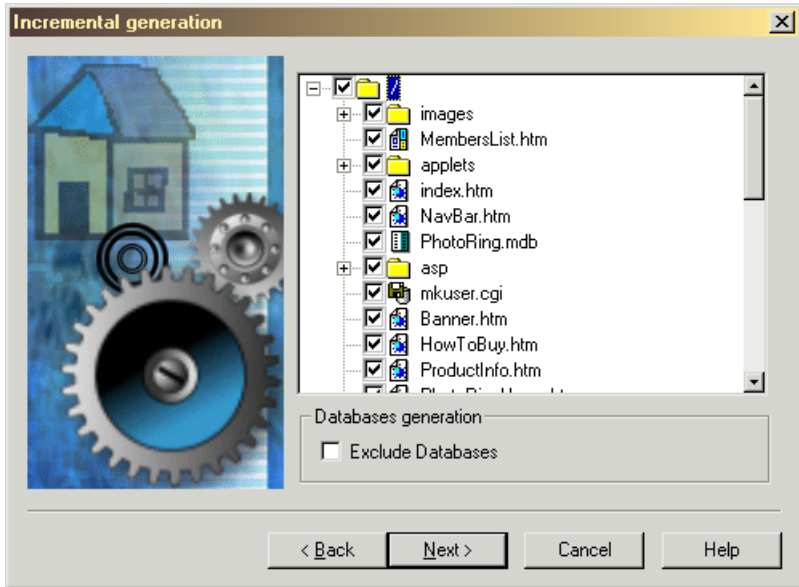 Incremental generation
/
images
MembersList.htm
applets
index.htm
NavBar.htm
PhotoRing.mdb
asp
mkuser.cgi
Banner.htm
HowToBuy.htm
ProductInfo.htm
Databases generation
Exclude Databases
< Back
Next >
Cancel
Help